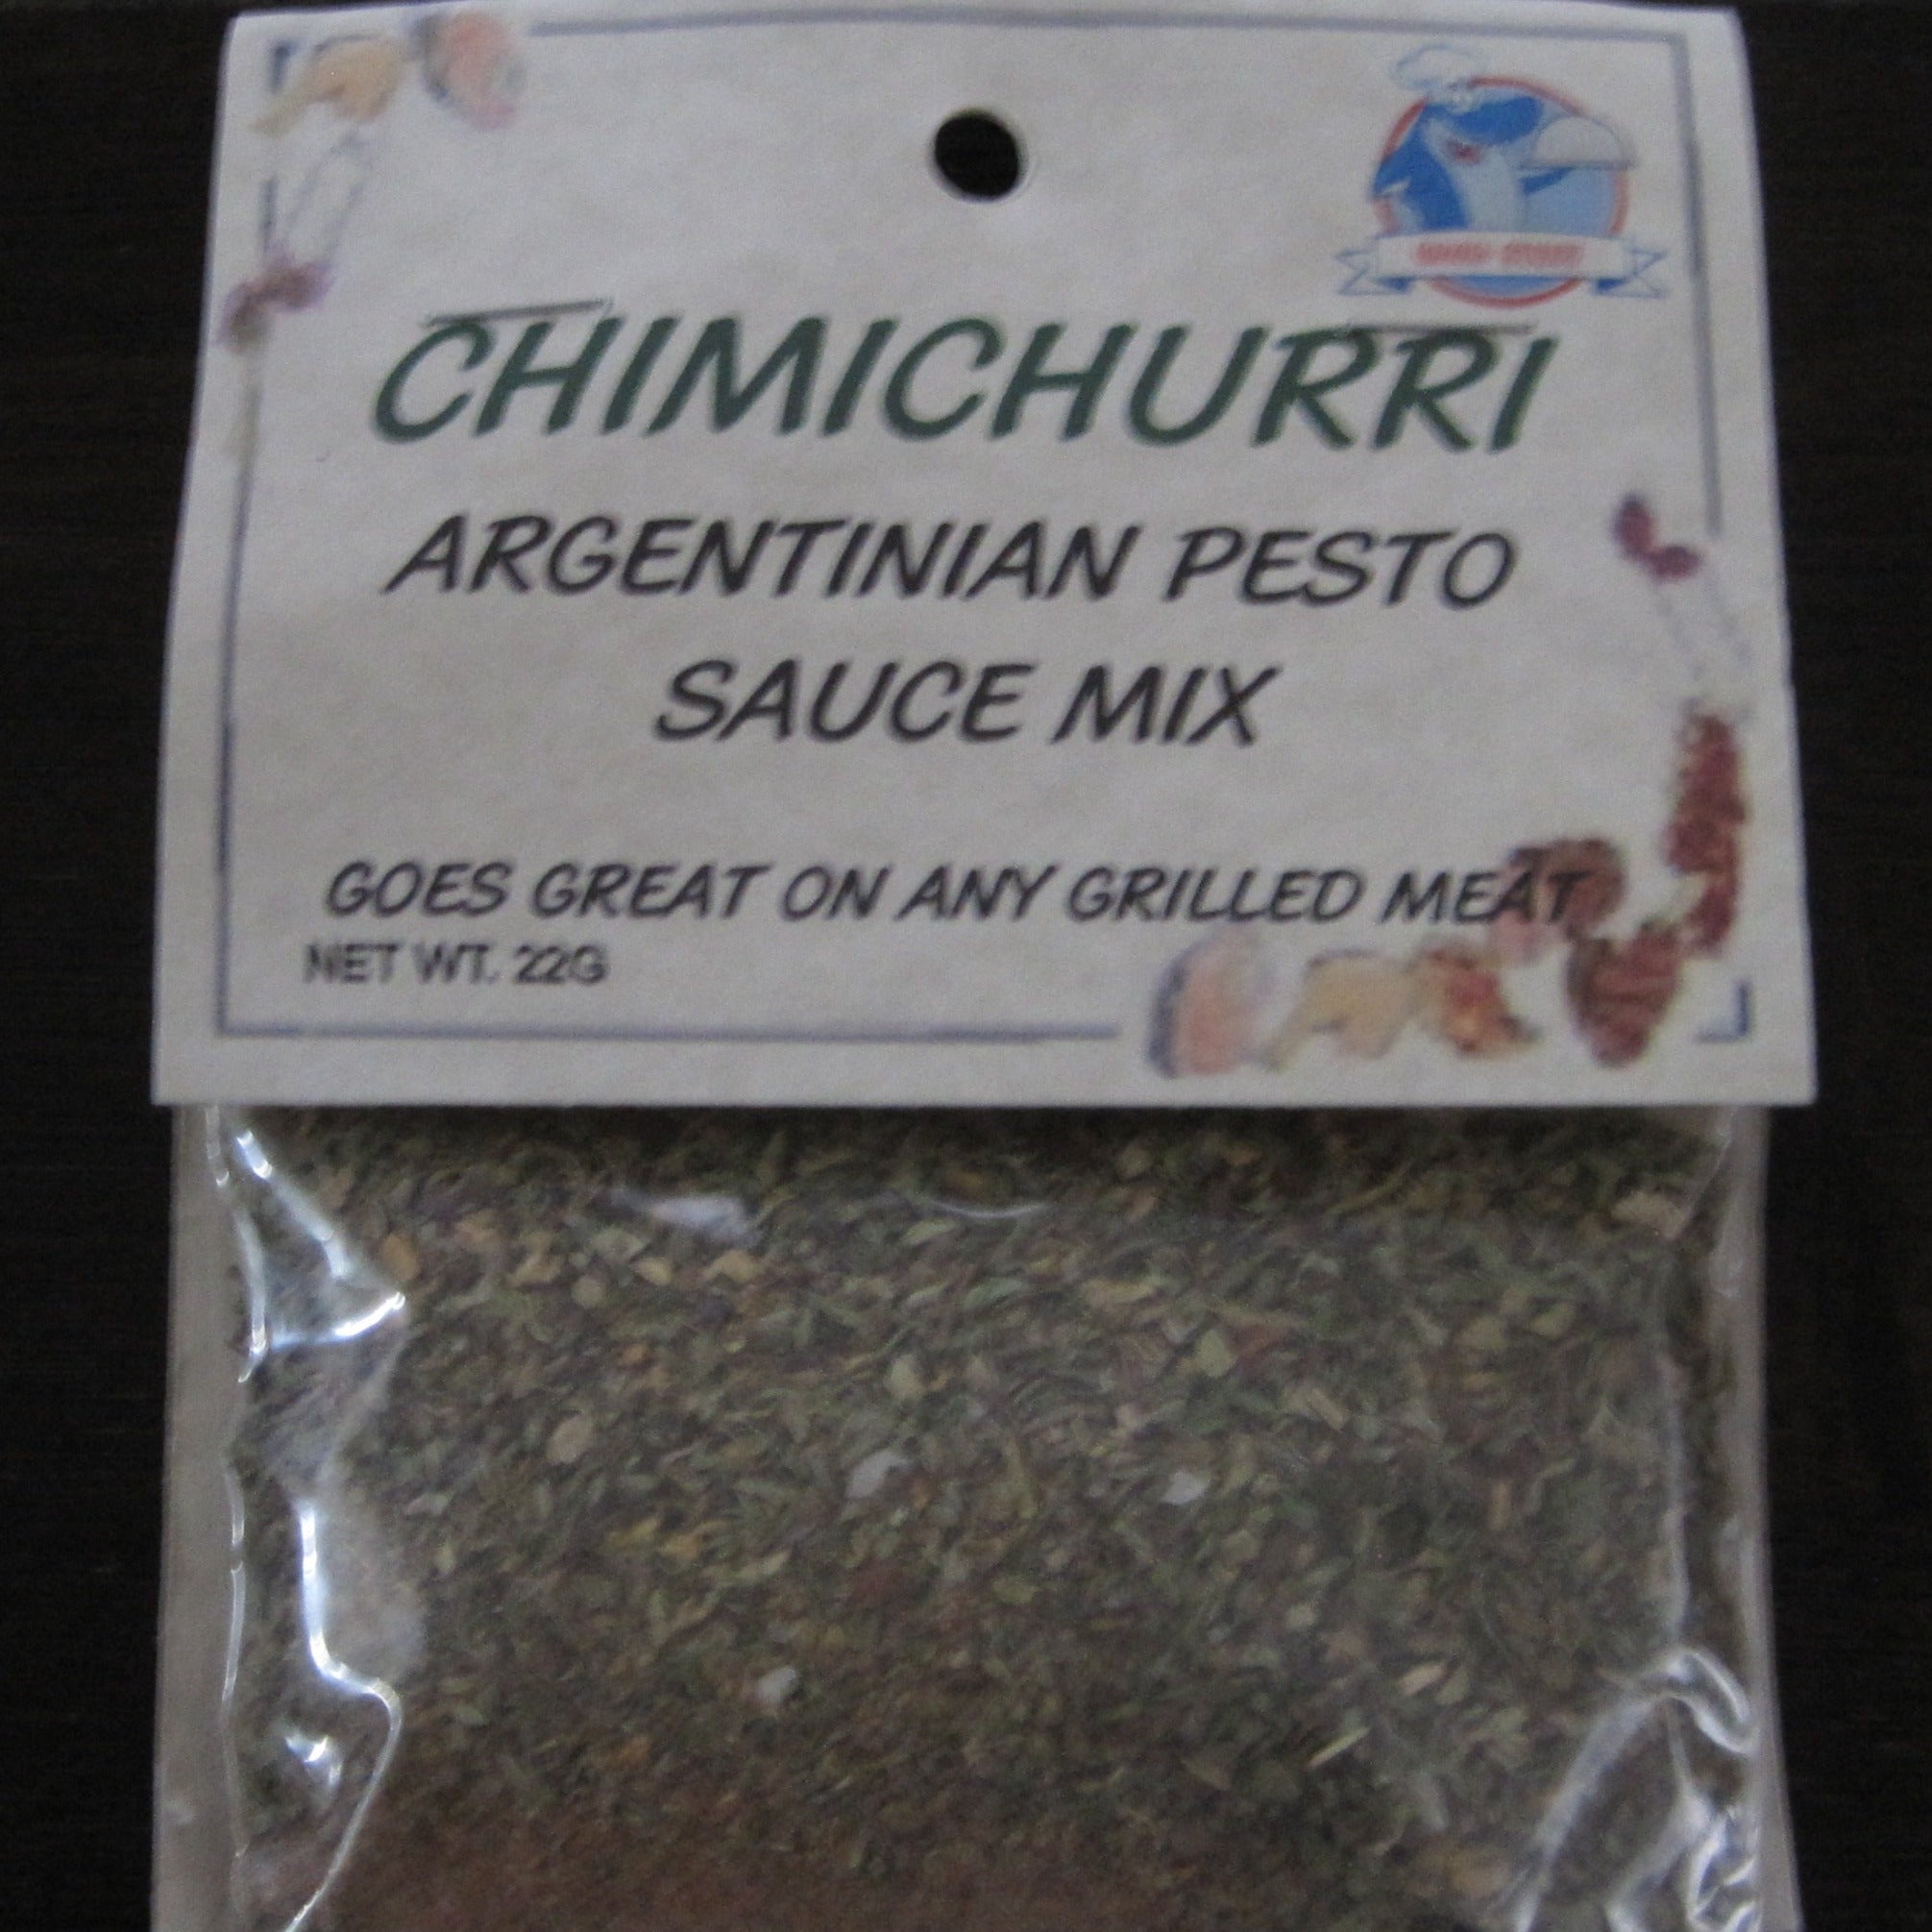 CHIMICHURRI
ARGENTINIAN PESTO
SAUCE MIX
GOES GREAT ON ANY GRILLED MEAT
NET WT. 22G